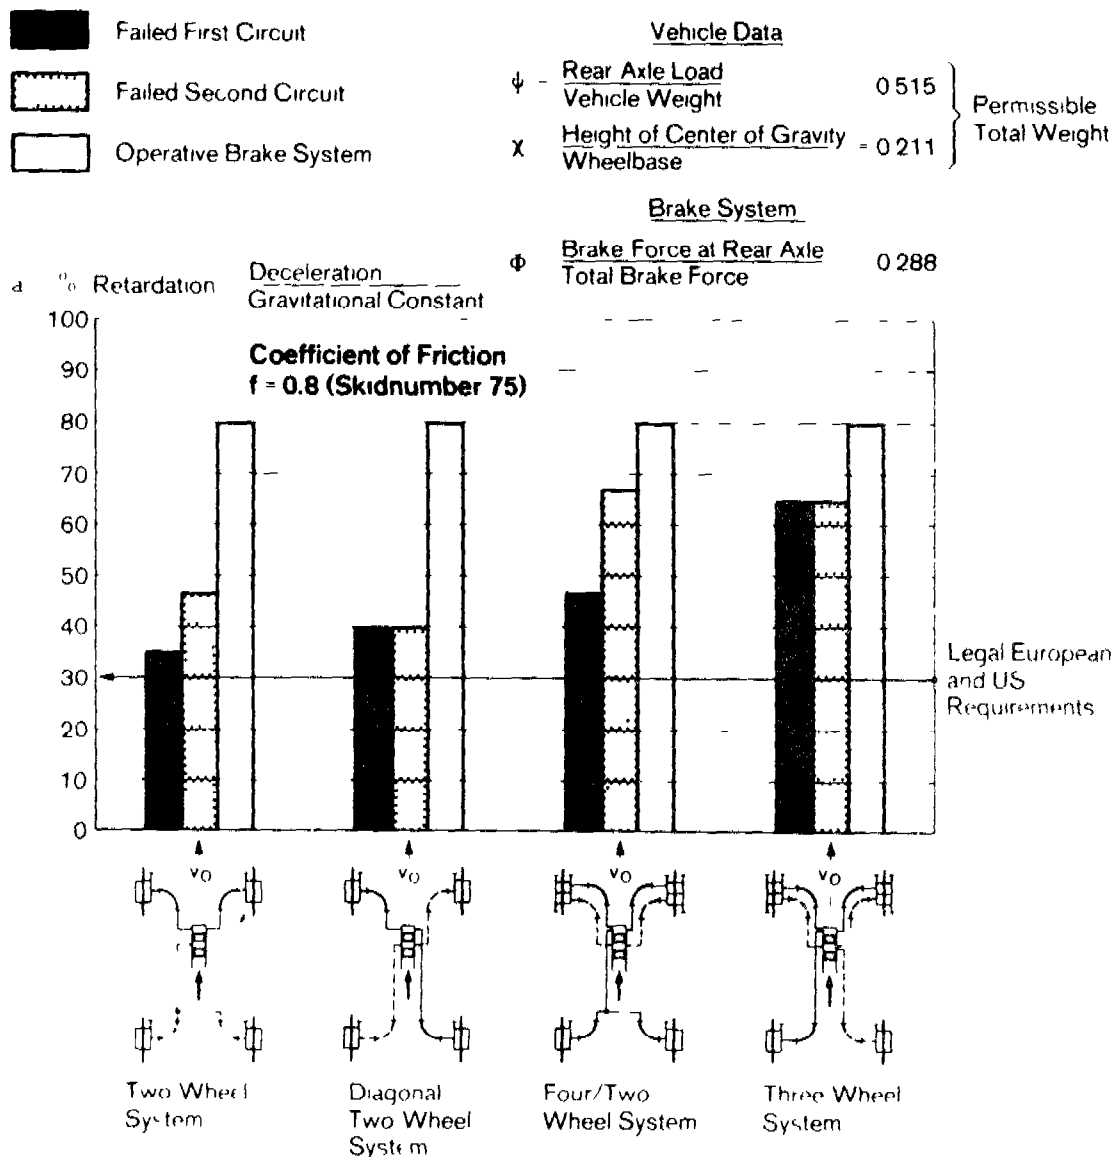 Failed First Circuit
Failed Second Circuit
Operative Brake System
Vehicle Data
ψ - Rear Axle Load
Vehicle Weight
0 515
χ Height of Center of Gravity
Wheelbase
= 0 211
Permissible
Total Weight
Brake System
Φ Brake Force at Rear Axle
Total Brake Force
0 288
a % Retardation
Deceleration
Gravitational Constant
Coefficient of Friction
f = 0.8 (Skidnumber 75)
100
90
80
70
60
50
40
30
20
10
0
Legal European
and US
Requirements
v0
v0
v0
v0
Two Wheel
System
Diagonal
Two Wheel
System
Four/Two
Wheel System
Three Wheel
System